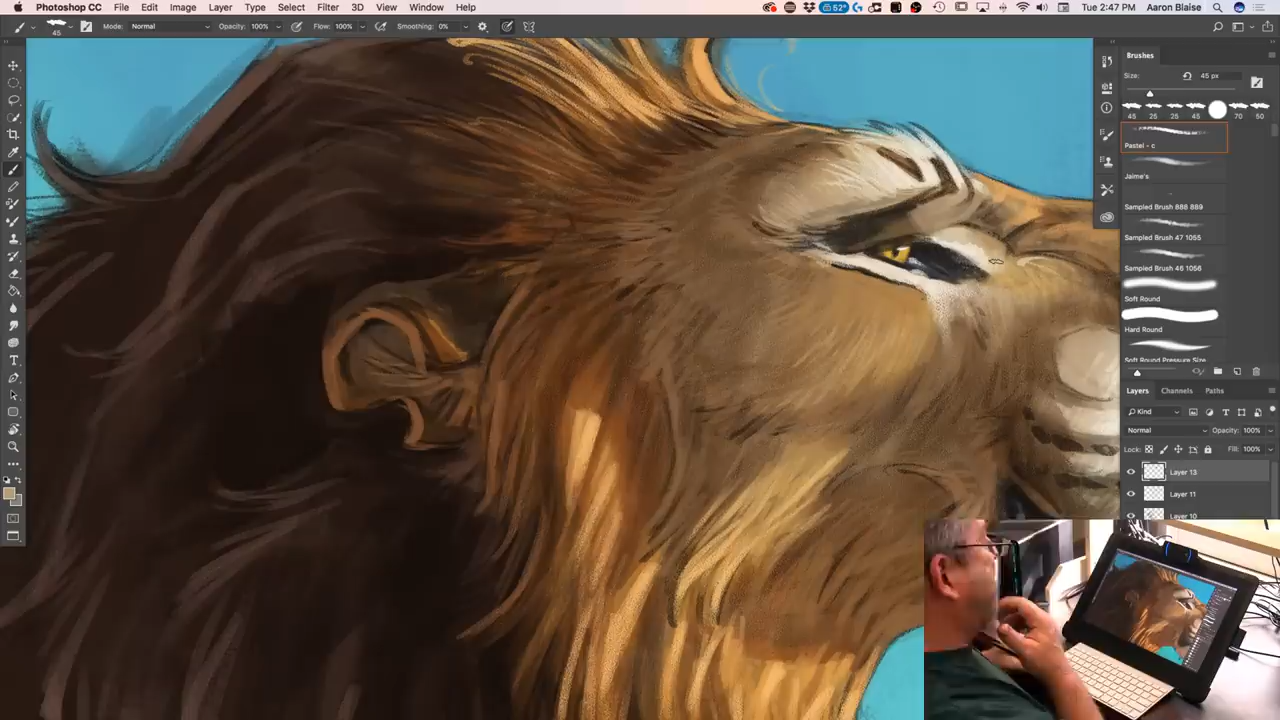 Photoshop CC File Edit Image Layer Type Select Filter 3D View Window Help 52° Tue 2:47 PM Aaron Blaise
45 Mode: Normal Opacity: 100% Flow: 100% Smoothing: 0%
Brushes
Size: 45 px
45 25 25 45 70 50
Pastel - c
Jaime's
Sampled Brush 888 889
Sampled Brush 47 1055
Sampled Brush 46 1056
Soft Round
Hard Round
Soft Round Pressure Size
Layers Channels Paths
Kind
Normal Opacity: 100%
Lock: Fill: 100%
Layer 13
Layer 11
Layer 10